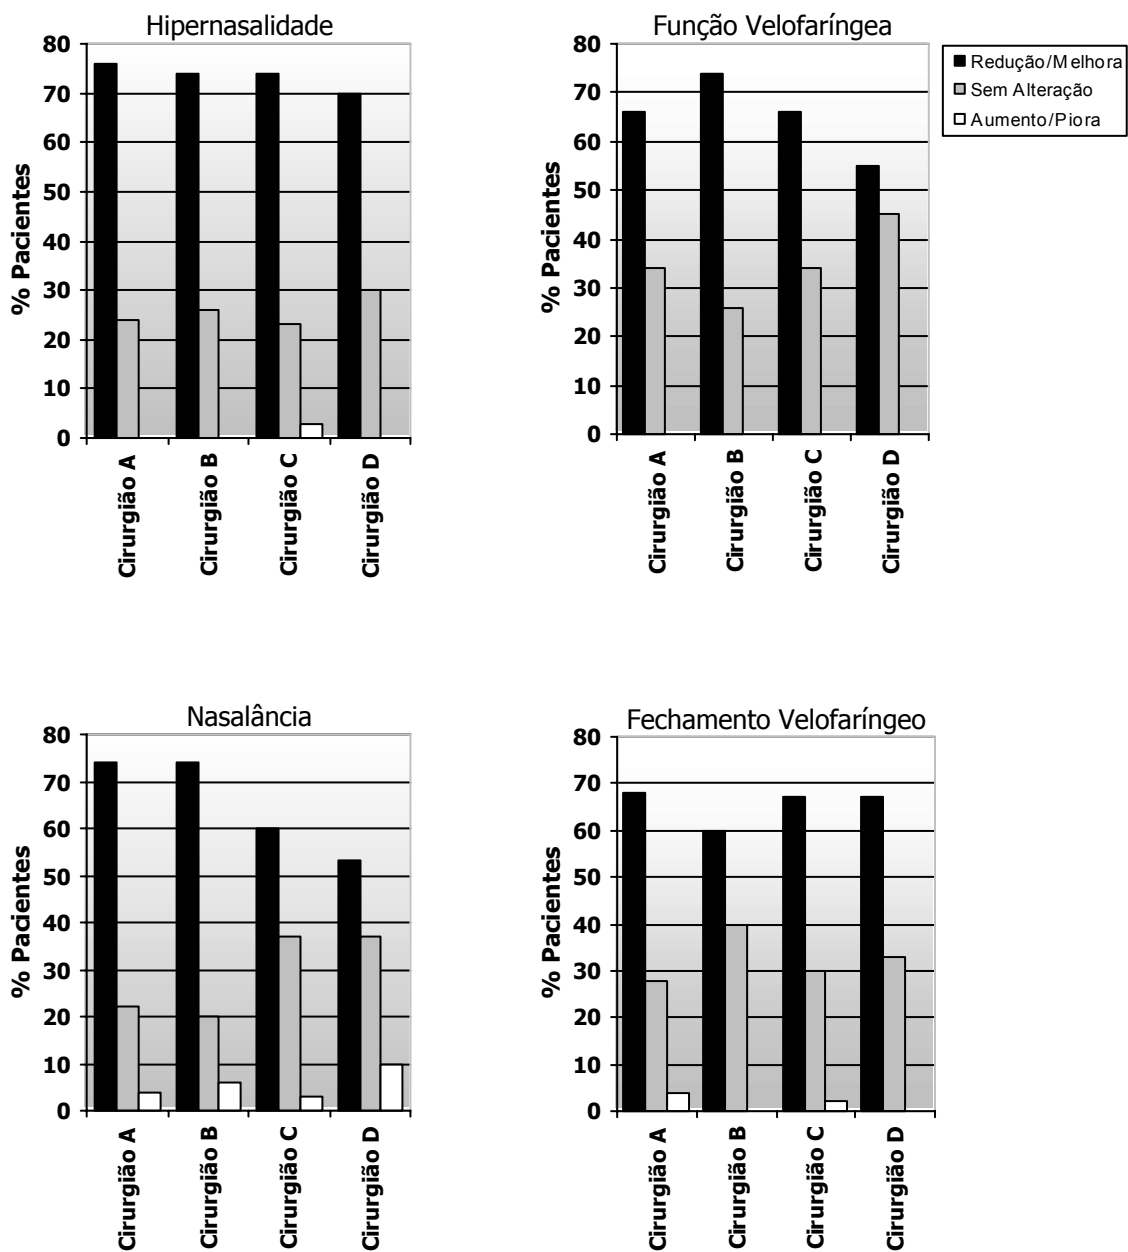 Hipernasalidade
80
70
60
50
40
30
20
10
0
% Pacientes
Cirurgião A
Cirurgião B
Cirurgião C
Cirurgião D
Função Velofaríngea
80
70
60
50
40
30
20
10
0
% Pacientes
Cirurgião A
Cirurgião B
Cirurgião C
Cirurgião D
Redução/Melhora
Sem Alteração
Aumento/Piora
Nasalância
80
70
60
50
40
30
20
10
0
% Pacientes
Cirurgião A
Cirurgião B
Cirurgião C
Cirurgião D
Fechamento Velofaríngeo
80
70
60
50
40
30
20
10
0
% Pacientes
Cirurgião A
Cirurgião B
Cirurgião C
Cirurgião D